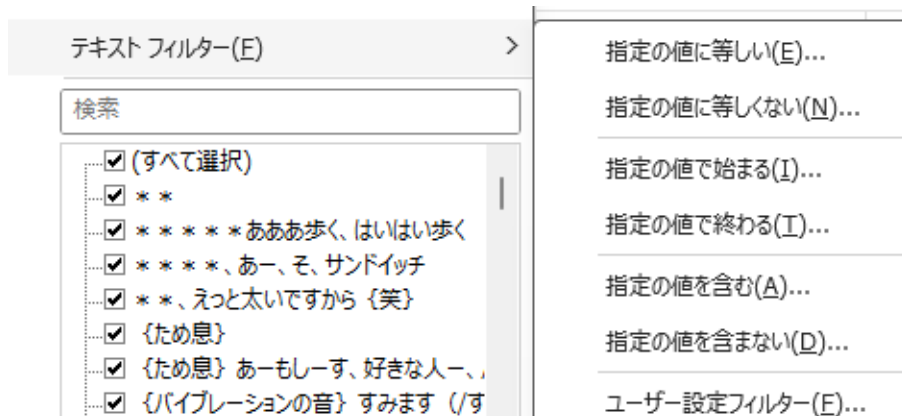 テキスト フィルター(F)
検索
(すべて選択)
＊＊
＊＊＊＊＊あああ歩く、はいはい歩く
＊＊＊＊、あー、そ、サンドイッチ
＊＊、えっと太いですから｛笑｝
｛ため息｝
｛ため息｝あーもしーす、好きな人ー、
｛バイブレーションの音｝すみます（/す
指定の値に等しい(E)...
指定の値に等しくない(N)...
指定の値で始まる(I)...
指定の値で終わる(T)...
指定の値を含む(A)...
指定の値を含まない(D)...
ユーザー設定フィルター(F)...